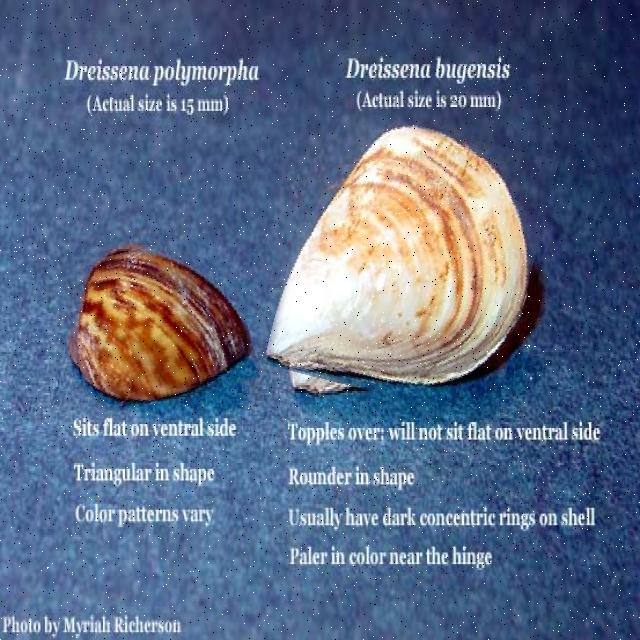 Dreissena polymorpha
(Actual size is 15 mm)
Dreissena bugensis
(Actual size is 20 mm)
Sits flat on ventral side
Triangular in shape
Color patterns vary
Topples over; will not sit flat on ventral side
Rounder in shape
Usually have dark concentric rings on shell
Paler in color near the hinge
Photo by Myriah Richerson